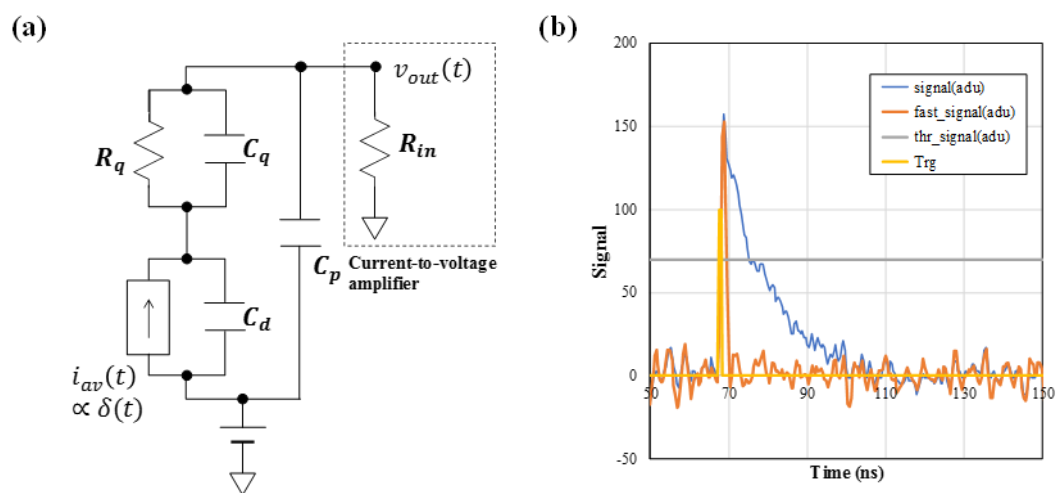 (a)
v_out(t)
R_q
C_q
R_in
C_p
Current-to-voltage
amplifier
C_d
i_av(t)
∝ δ(t)
(b)
200
150
100
50
0
-50
Signal
signal(adu)
fast_signal(adu)
thr_signal(adu)
Trg
50
70
90
110
130
150
Time (ns)